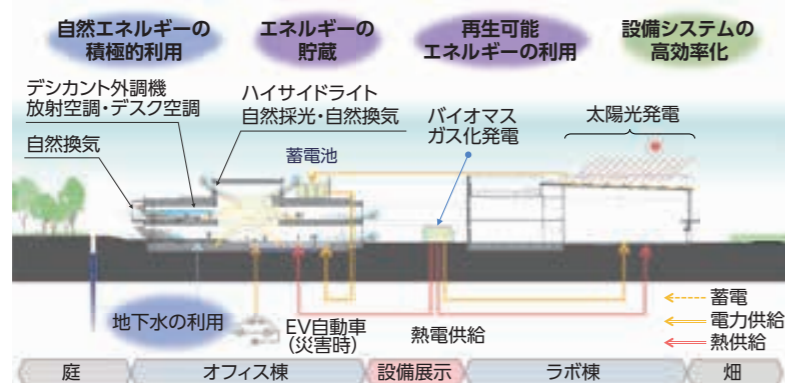 自然エネルギーの
積極的利用
エネルギーの
貯蔵
再生可能
エネルギーの利用
設備システムの
高効率化
デシカント外調機
放射空調・デスク空調
自然換気
ハイサイドライト
自然採光・自然換気
蓄電池
バイオマス
ガス化発電
太陽光発電
地下水の利用
EV自動車
(災害時)
熱電供給
蓄電
電力供給
熱供給
庭
オフィス棟
設備展示
ラボ棟
畑